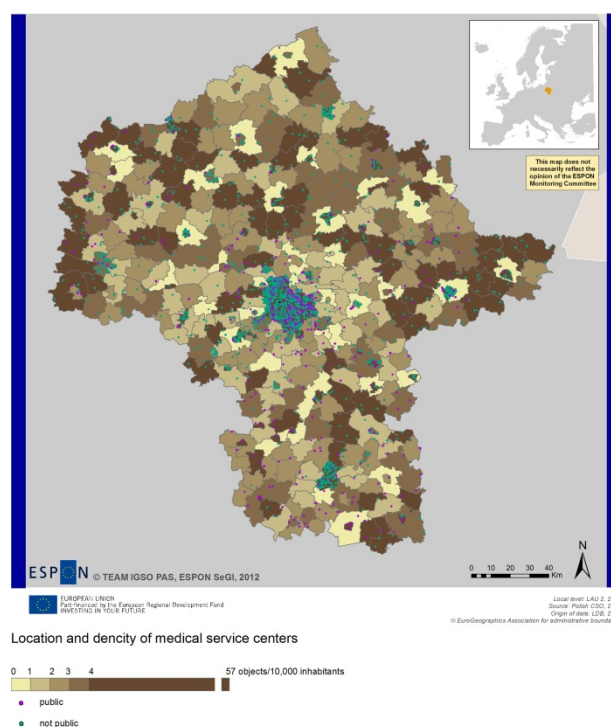 This map does not
necessarily reflect the
opinion of the ESPON
Monitoring Committee
N
0 10 20 30 40
Km
ESPON © TEAM IGSO PAS, ESPON SeGI, 2012
EUROPEAN UNION
Part-financed by the European Regional Development Fund
INVESTING IN YOUR FUTURE
Local level: LAU 2, 2
Source: Polish CSO, 2
Origin of data: LDB, 2
© EuroGeographics Association for administrative bounda
Location and dencity of medical service centers
0 1 2 3 4 57 objects/10,000 inhabitants
public
not public